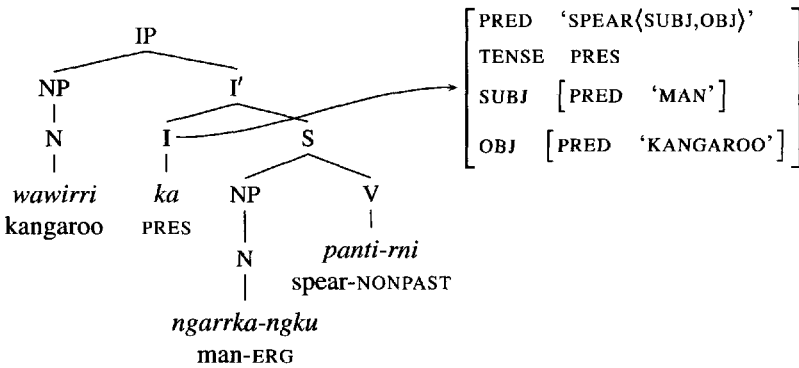 IP
NP I′
N I S
wawirri ka NP V
kangaroo PRES
N panti-rni
spear-NONPAST
ngarrka-ngku
man-ERG
PRED ‘SPEAR⟨SUBJ,OBJ⟩’
TENSE PRES
SUBJ [PRED ‘MAN’]
OBJ [PRED ‘KANGAROO’]